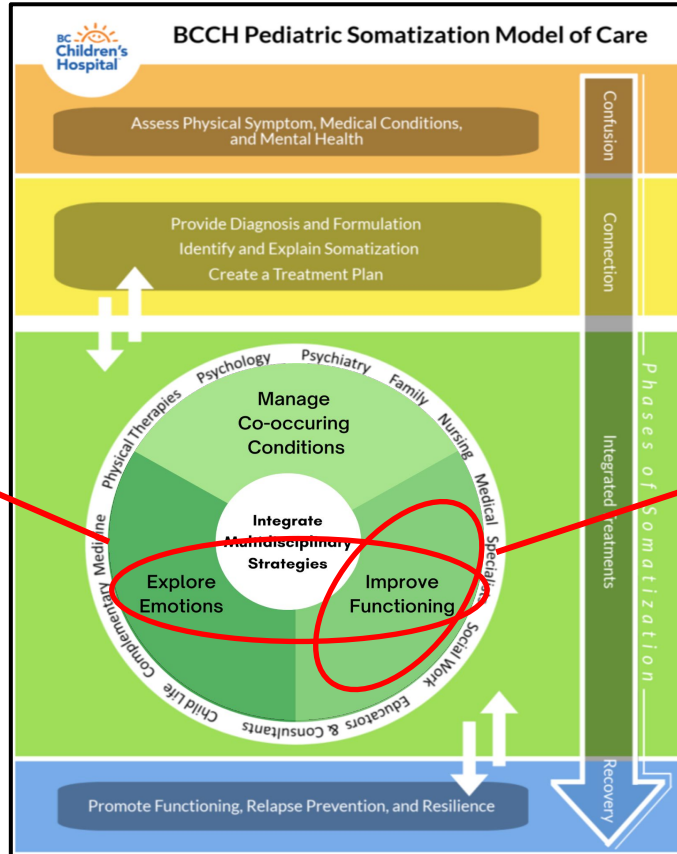 BC
Children's
Hospital
BCCH Pediatric Somatization Model of Care
Assess Physical Symptom, Medical Conditions,
and Mental Health
Confusion
Provide Diagnosis and Formulation
Identify and Explain Somatization
Create a Treatment Plan
Connection
Complementary Medicine
Physical Therapies
Psychology
Psychiatry
Family
Nursing
Medical Specialists
Social Work
Educators & Consultants
Child Life
Manage
Co-occuring
Conditions
Integrate
Multidisciplinary
Strategies
Explore
Emotions
Improve
Functioning
Integrated Treatments
Phases of Somatization
Promote Functioning, Relapse Prevention, and Resilience
Recovery